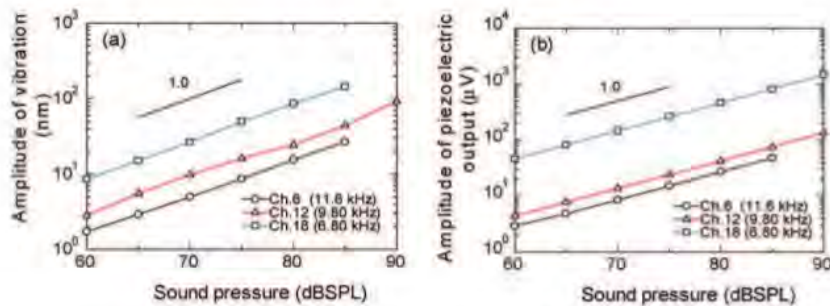 (a)
Amplitude of vibration
(nm)
10³
10²
10¹
10⁰
1.0
Ch.6 (11.6 kHz)
Ch.12 (9.80 kHz)
Ch.18 (6.80 kHz)
60
70
80
90
Sound pressure (dBSPL)
(b)
Amplitude of piezoelectric
output (μV)
10⁴
10³
10²
10¹
10⁰
1.0
Ch.6 (11.6 kHz)
Ch.12 (9.80 kHz)
Ch.18 (6.80 kHz)
60
70
80
90
Sound pressure (dBSPL)